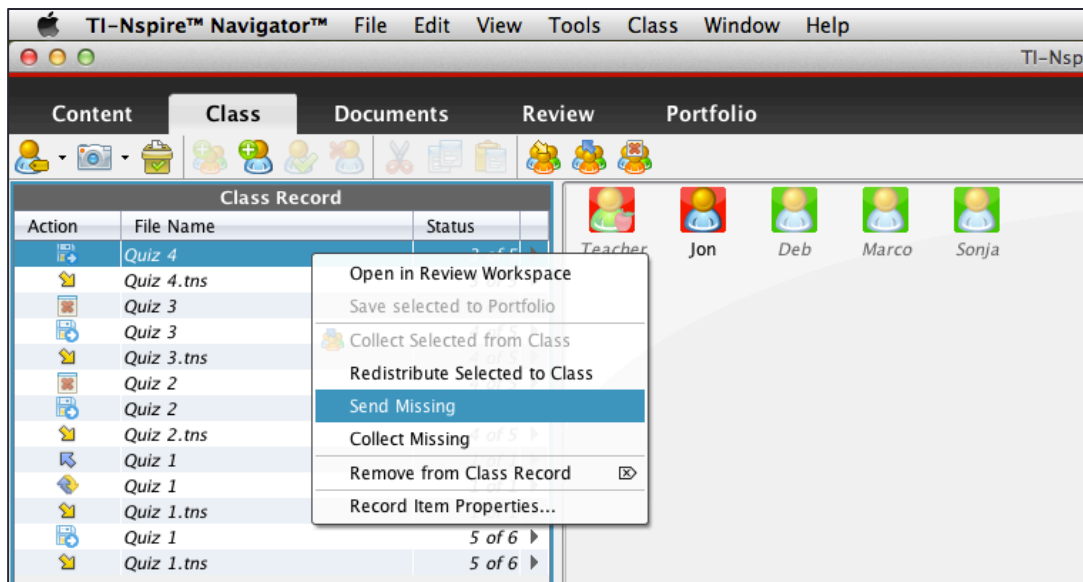 TI-Nspire™ Navigator™ File Edit View Tools Class Window Help
TI-Nsp
Content Class Documents Review Portfolio
Class Record
Action File Name Status
Teacher Jon Deb Marco Sonja
Quiz 4
Quiz 4.tns
Quiz 3
Quiz 3
Quiz 3.tns
Quiz 2
Quiz 2
Quiz 2.tns 4 of 5
Quiz 1
Quiz 1
Quiz 1.tns
Quiz 1 5 of 6
Quiz 1.tns 5 of 6
Open in Review Workspace
Save selected to Portfolio
Collect Selected from Class
Redistribute Selected to Class
Send Missing
Collect Missing
Remove from Class Record
Record Item Properties...